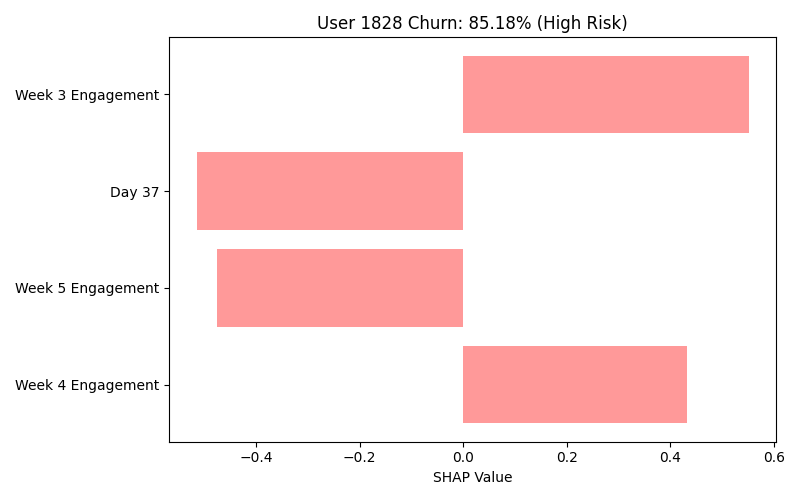 User 1828 Churn: 85.18% (High Risk)
Week 3 Engagement
Day 37
Week 5 Engagement
Week 4 Engagement
−0.4 −0.2 0.0 0.2 0.4 0.6
SHAP Value